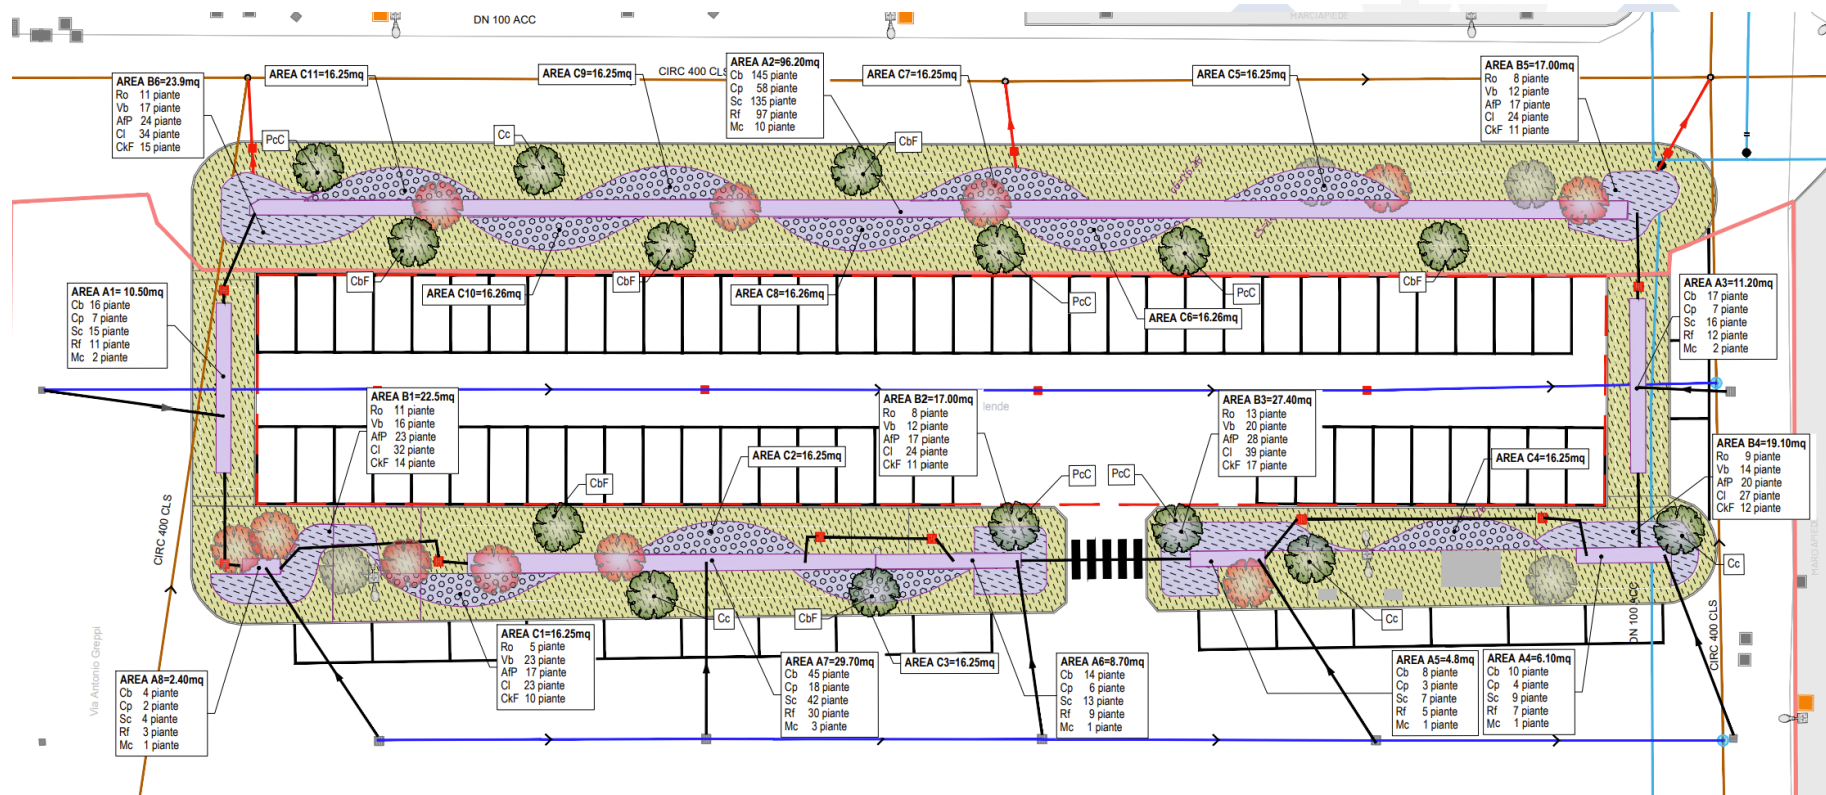 DN 100 ACC
MARCIAPIEDE
CIRC 400 CLS
AREA B6=23.9mq
Ro 11 piante
Vb 17 piante
AfP 24 piante
Cl 34 piante
CkF 15 piante
AREA C11=16.25mq
AREA C9=16.25mq
AREA A2=96.20mq
Cb 145 piante
Cp 58 piante
Sc 135 piante
Rf 97 piante
Mc 10 piante
AREA C7=16.25mq
AREA C5=16.25mq
AREA B5=17.00mq
Ro 8 piante
Vb 12 piante
AfP 17 piante
Cl 24 piante
CkF 11 piante
PcC
Cc
CbF
AREA A1= 10.50mq
Cb 16 piante
Cp 7 piante
Sc 15 piante
Rf 11 piante
Mc 2 piante
CbF
AREA C10=16.26mq
CbF
AREA C8=16.26mq
PcC
AREA C6=16.26mq
PcC
CbF
AREA A3=11.20mq
Cb 17 piante
Cp 7 piante
Sc 16 piante
Rf 12 piante
Mc 2 piante
AREA B1=22.5mq
Ro 11 piante
Vb 16 piante
AfP 23 piante
Cl 32 piante
CkF 14 piante
AREA C2=16.25mq
AREA B2=17.00mq
Ro 8 piante
Vb 12 piante
AfP 17 piante
Cl 24 piante
CkF 11 piante
lende
AREA B3=27.40mq
Ro 13 piante
Vb 20 piante
AfP 28 piante
Cl 39 piante
CkF 17 piante
AREA C4=16.25mq
AREA B4=19.10mq
Ro 9 piante
Vb 14 piante
AfP 20 piante
Cl 27 piante
CkF 12 piante
CbF
PcC
PcC
CIRC 400 CLS
Cc
Cc
CbF
Cc
DN 100 ACC
CIRC 400 CLS
MARCIAPIEDE
Via Antonio Greppi
AREA A8=2.40mq
Cb 4 piante
Cp 2 piante
Sc 4 piante
Rf 3 piante
Mc 1 piante
AREA C1=16.25mq
Ro 5 piante
Vb 23 piante
AfP 17 piante
Cl 23 piante
CkF 10 piante
AREA A7=29.70mq
Cb 45 piante
Cp 18 piante
Sc 42 piante
Rf 30 piante
Mc 3 piante
AREA C3=16.25mq
AREA A6=8.70mq
Cb 14 piante
Cp 6 piante
Sc 13 piante
Rf 9 piante
Mc 1 piante
AREA A5=4.8mq
Cb 8 piante
Cp 3 piante
Sc 7 piante
Rf 5 piante
Mc 1 piante
AREA A4=6.10mq
Cb 10 piante
Cp 4 piante
Sc 9 piante
Rf 7 piante
Mc 1 piante